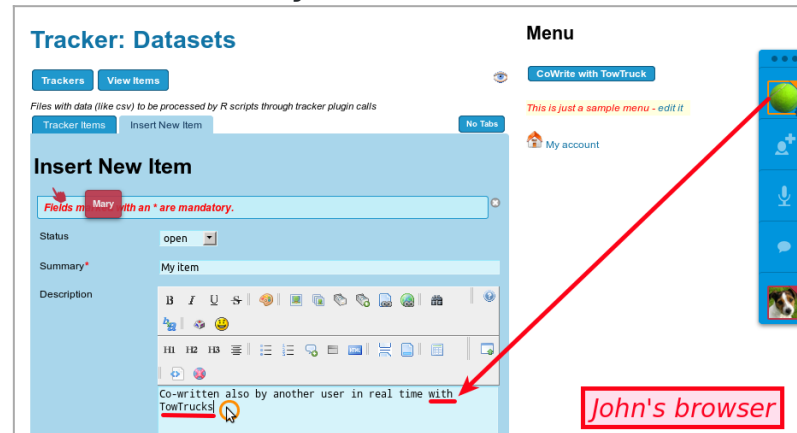 Tracker: Datasets
Trackers
View Items
Files with data (like csv) to be processed by R scripts through tracker plugin calls
Tracker Items
Insert New Item
No Tabs
Insert New Item
Mary
Fields m with an * are mandatory.
Status
open
Summary*
My item
Description
B I U S
H1 H2 H3
Co-written also by another user in real time with
TowTrucks
Menu
CoWrite with TowTruck
This is just a sample menu - edit it
My account
John's browser